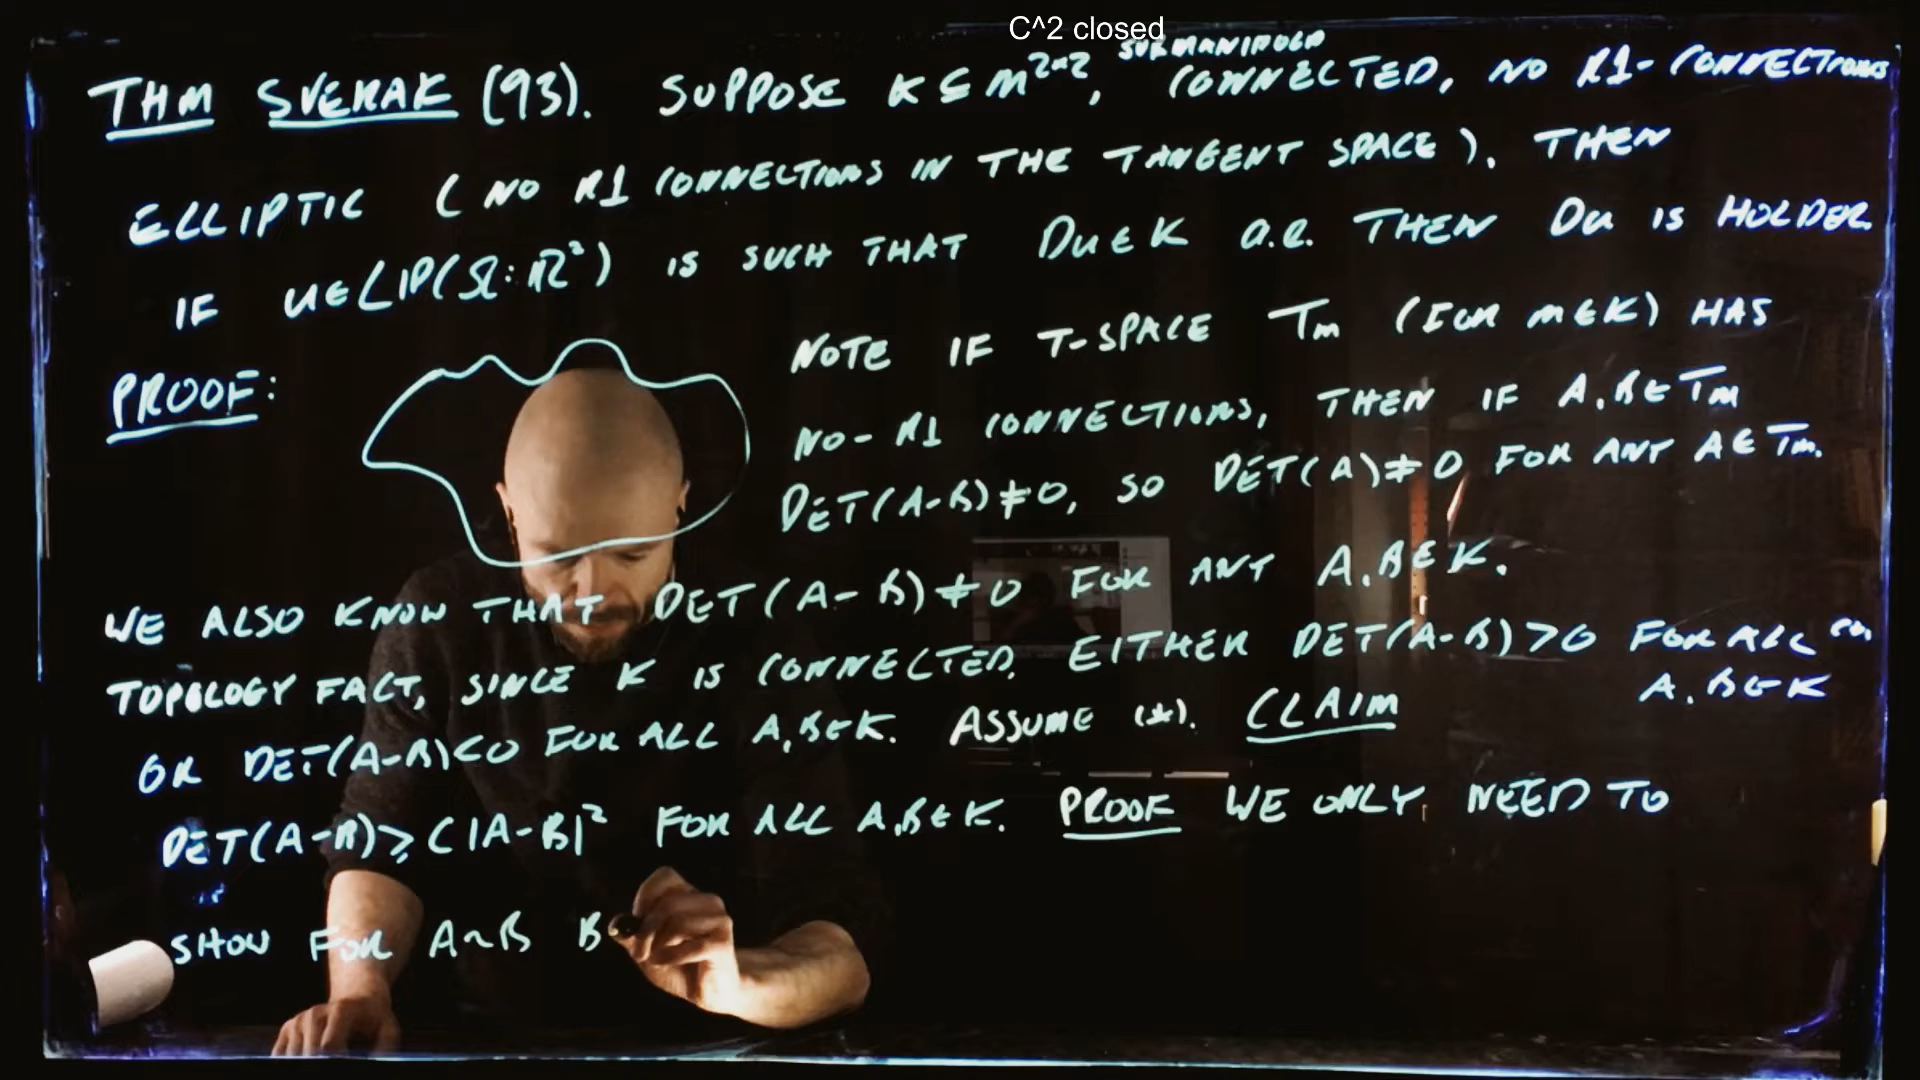 C^2 closed
SUBMANIFOLD
THM SVERAK (93). SUPPOSE K ⊆ M^{2×2}, CONNECTED, NO R1-CONNECTIONS
ELLIPTIC (NO R1 CONNECTIONS IN THE TANGENT SPACE). THEN
IF u ∈ LIP(Ω: ℝ²) IS SUCH THAT Du ∈ K a.e. THEN Du IS HOLDER
PROOF:
NOTE IF T-SPACE Tm (FOR M ∈ K) HAS
NO-R1 CONNECTIONS, THEN IF A,B ∈ Tm
DET(A-B) ≠ 0, SO DET(A) ≠ 0 FOR ANY A ∈ Tm.
WE ALSO KNOW THAT DET(A-B) ≠ 0 FOR ANY A,B ∈ K.
TOPOLOGY FACT, SINCE K IS CONNECTED. EITHER DET(A-B) > 0 FOR ALL (*)
A,B ∈ K
OR DET(A-B) < 0 FOR ALL A,B ∈ K. ASSUME (*). CLAIM
DET(A-B) ≥ C|A-B|² FOR ALL A,B ∈ K. PROOF WE ONLY NEED TO
SHOW FOR A~B B